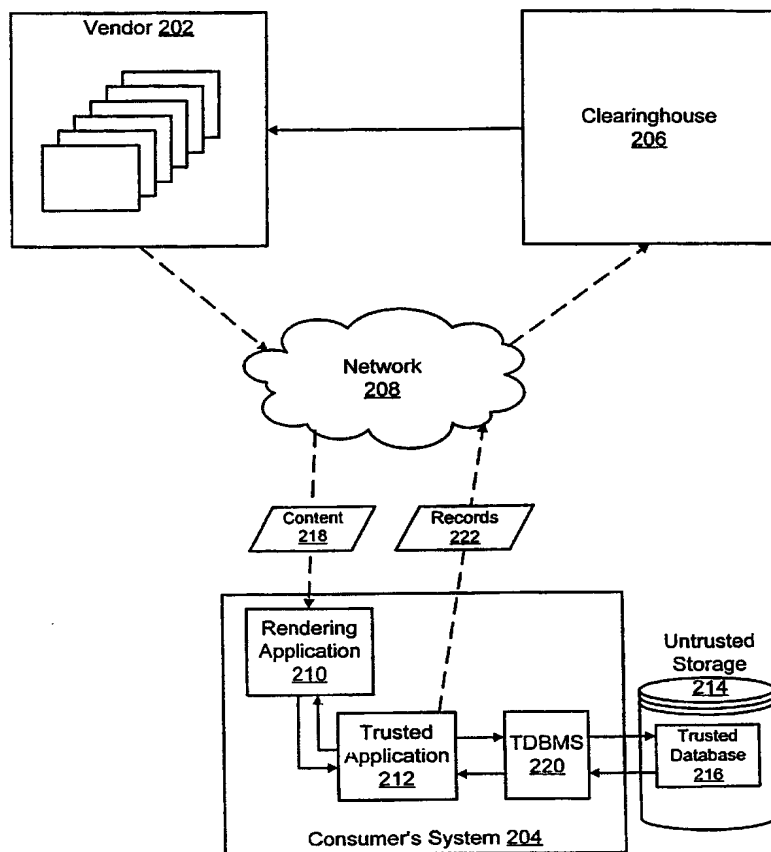 Vendor 202
Clearinghouse
206
Network
208
Content
218
Records
222
Rendering
Application
210
Untrusted
Storage
214
Trusted
Application
212
TDBMS
220
Trusted
Database
216
Consumer's System 204